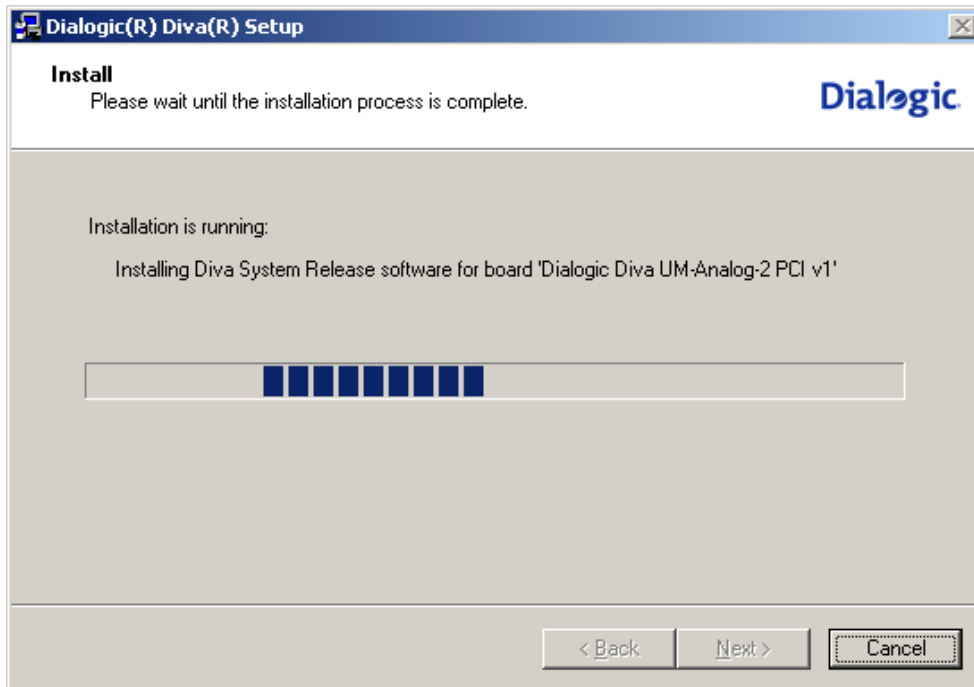 Dialogic(R) Diva(R) Setup
Install
Please wait until the installation process is complete.
Dialogic
Installation is running:
Installing Diva System Release software for board 'Dialogic Diva UM-Analog-2 PCI v1'
< Back
Next >
Cancel